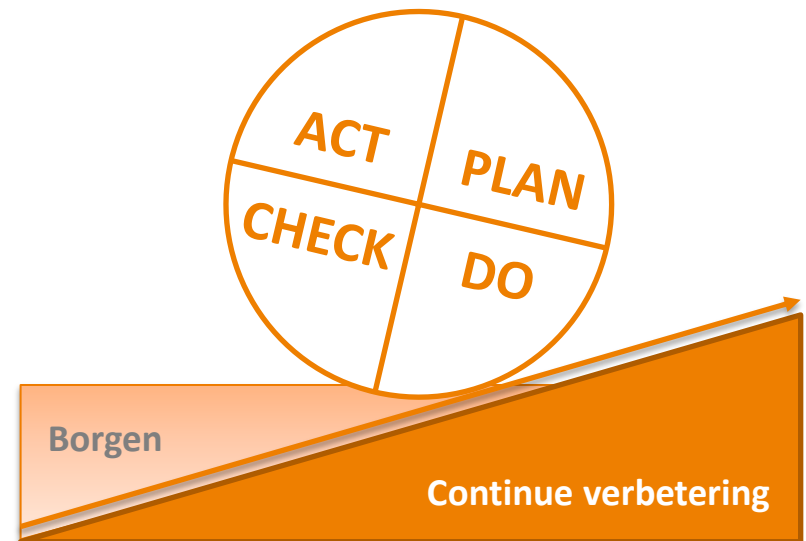 ACT
PLAN
CHECK
DO
Borgen
Continue verbetering